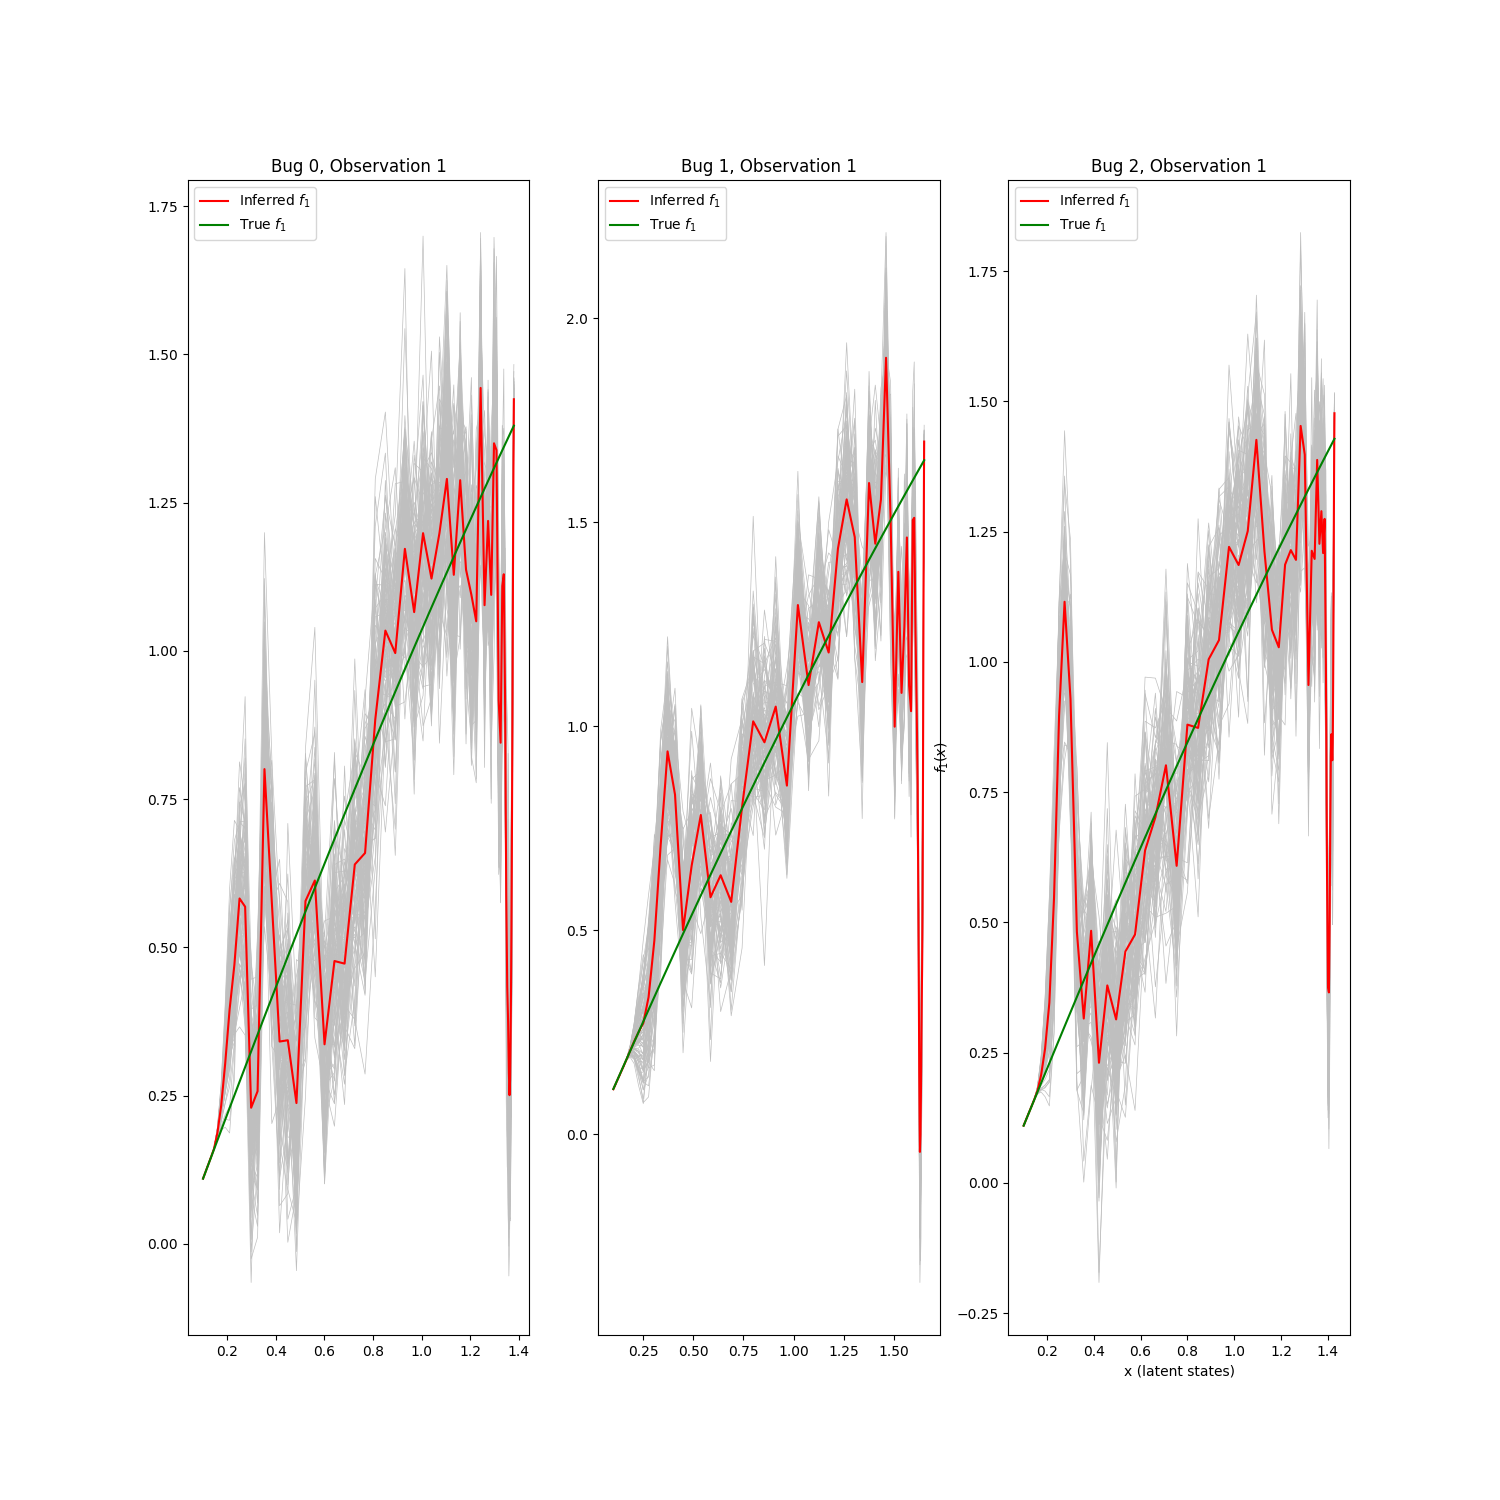 Bug 0, Observation 1
Inferred f₁
True f₁
1.75
1.50
1.25
1.00
0.75
0.50
0.25
0.00
0.2 0.4 0.6 0.8 1.0 1.2 1.4
Bug 1, Observation 1
Inferred f₁
True f₁
2.0
1.5
1.0
0.5
0.0
0.25 0.50 0.75 1.00 1.25 1.50
Bug 2, Observation 1
Inferred f₁
True f₁
f₁(x)
1.75
1.50
1.25
1.00
0.75
0.50
0.25
0.00
−0.25
0.2 0.4 0.6 0.8 1.0 1.2 1.4
x (latent states)